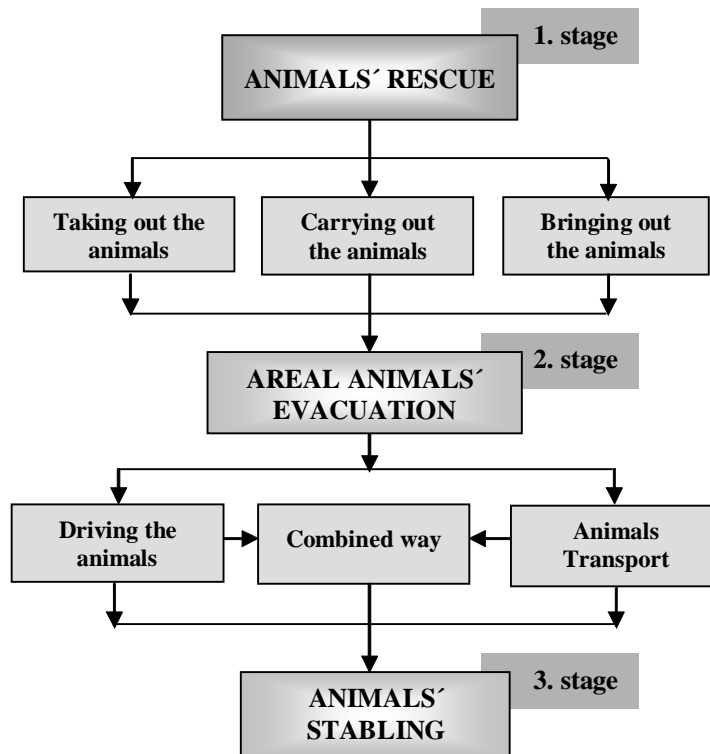 1. stage
ANIMALS´ RESCUE
Taking out the
animals
Carrying out
the animals
Bringing out
the animals
2. stage
AREAL ANIMALS´
EVACUATION
Driving the
animals
Combined way
Animals
Transport
3. stage
ANIMALS´
STABLING